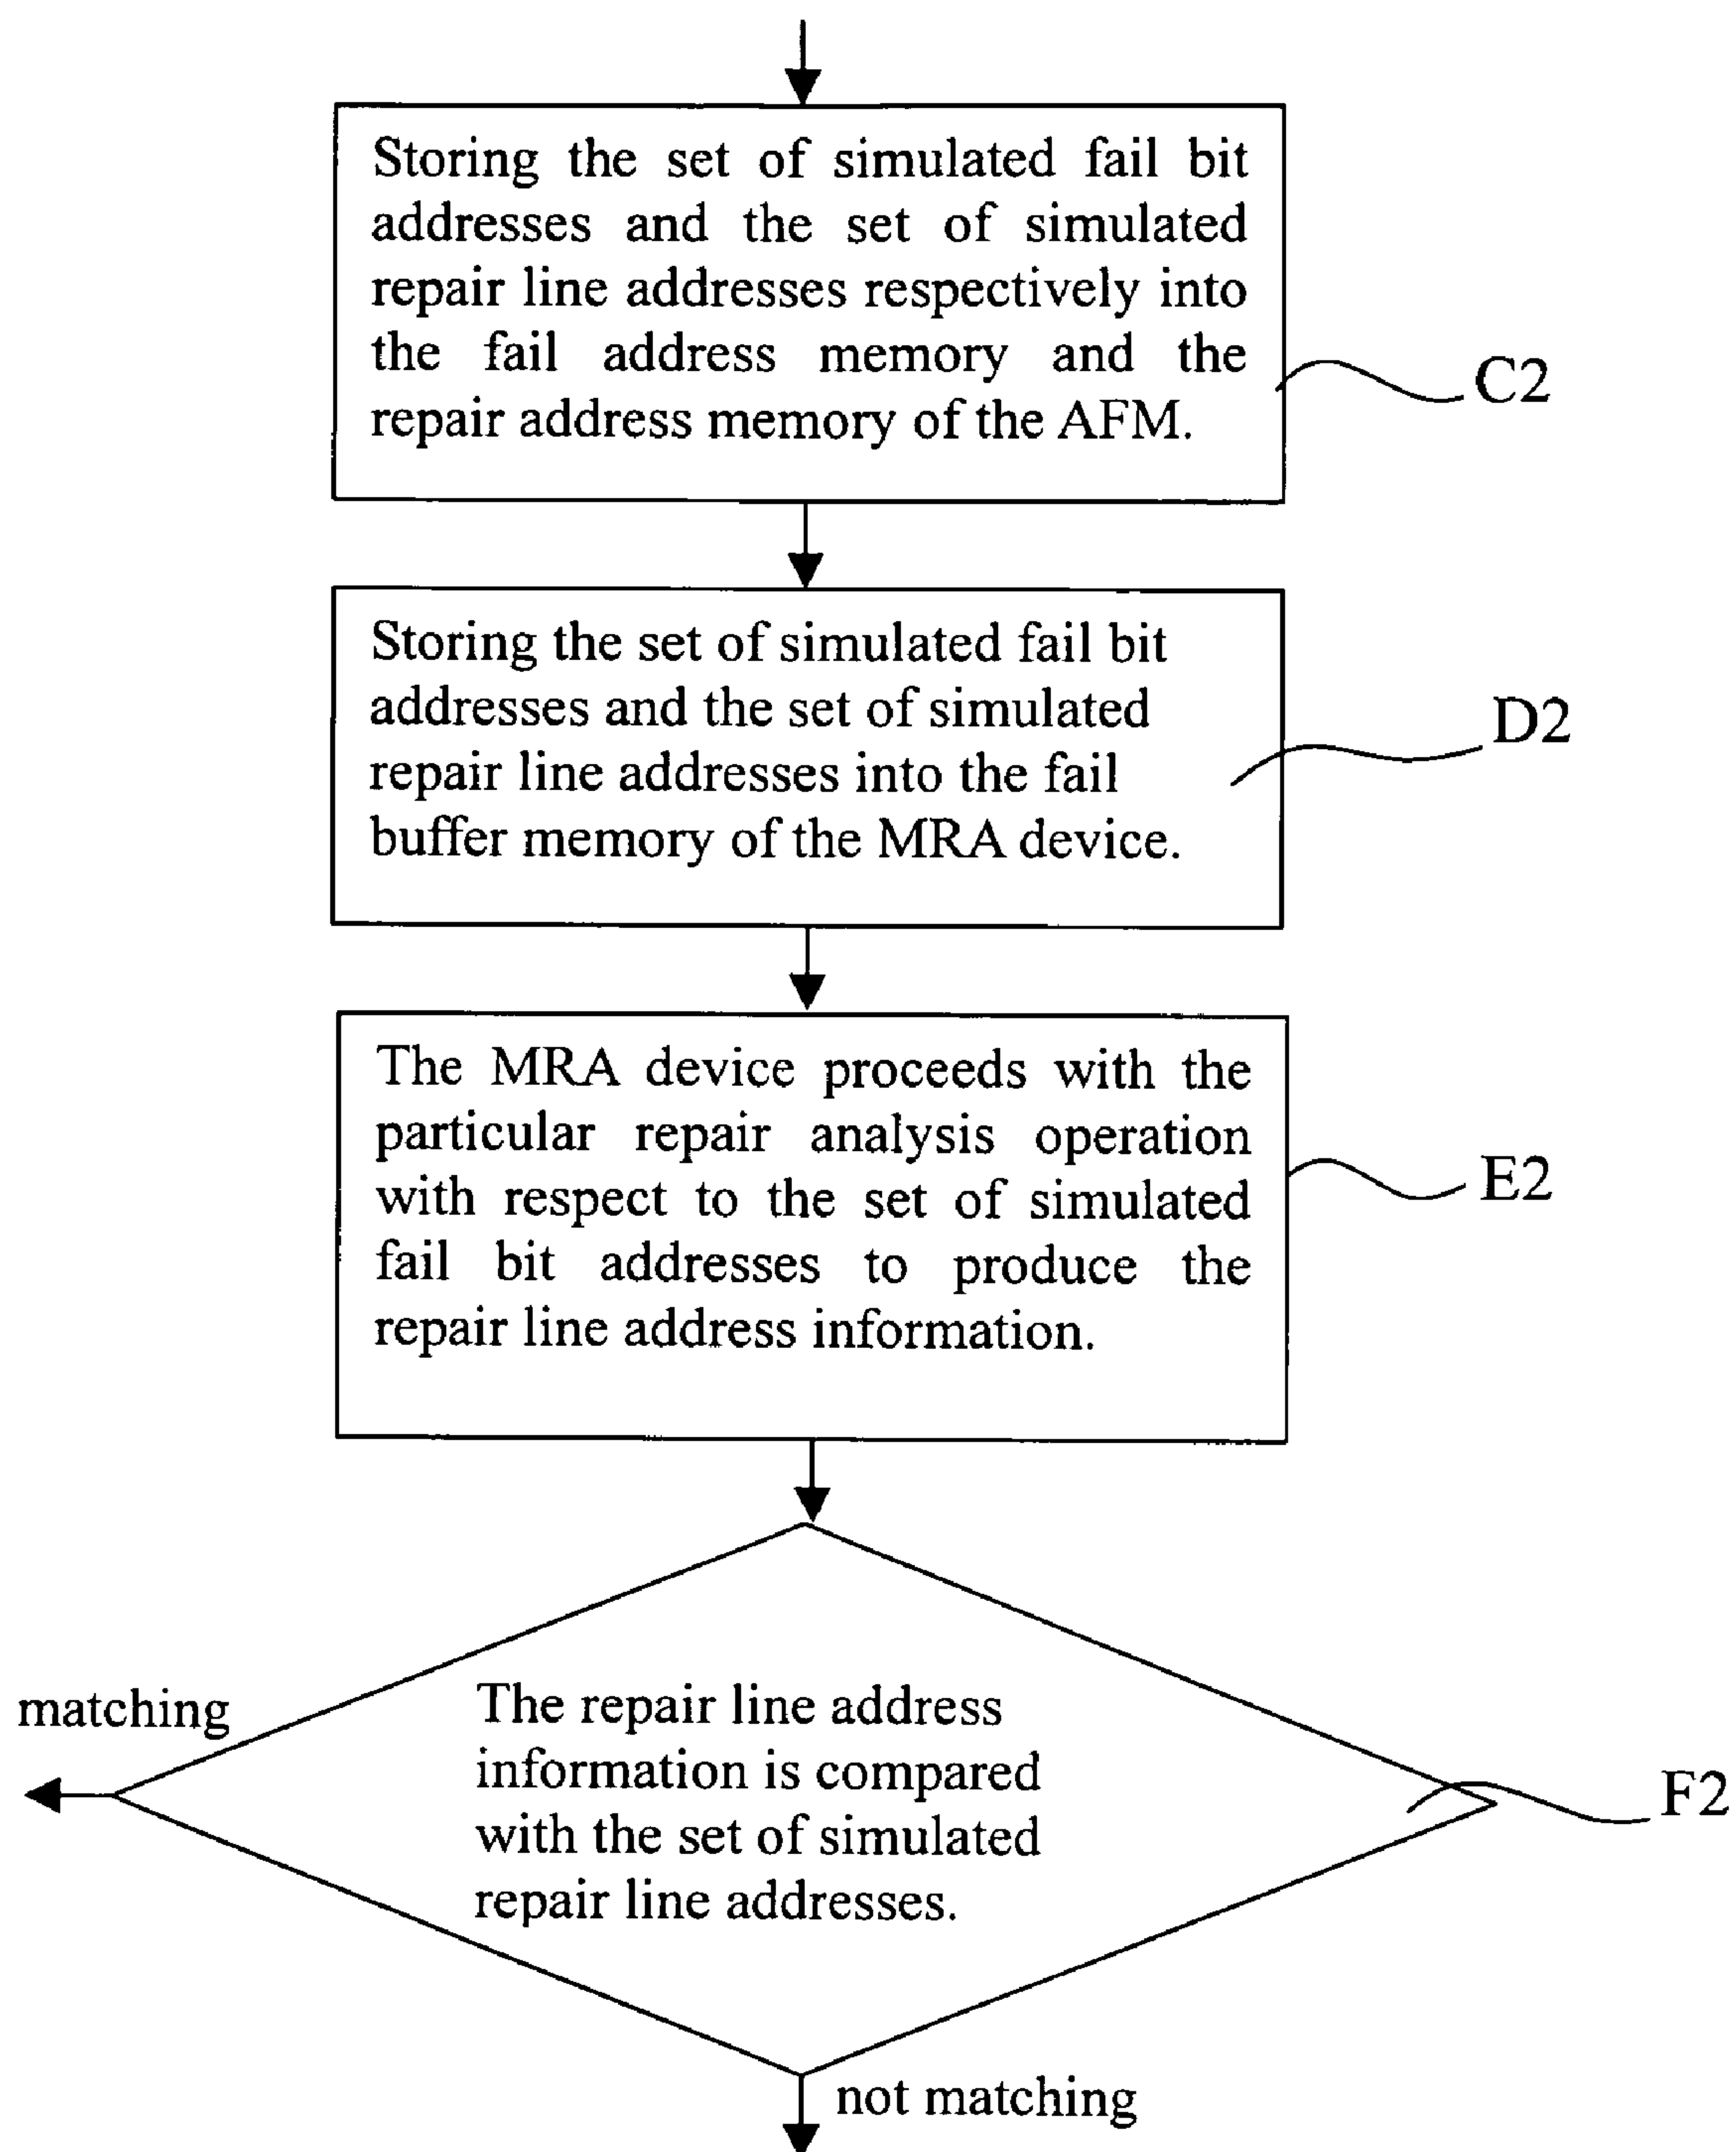 Storing the set of simulated fail bit
addresses and the set of simulated
repair line addresses respectively into
the fail address memory and the
repair address memory of the AFM.
C2
Storing the set of simulated fail bit
addresses and the set of simulated
repair line addresses into the fail
buffer memory of the MRA device.
D2
The MRA device proceeds with the
particular repair analysis operation
with respect to the set of simulated
fail bit addresses to produce the
repair line address information.
E2
matching
The repair line address
information is compared
with the set of simulated
repair line addresses.
F2
not matching